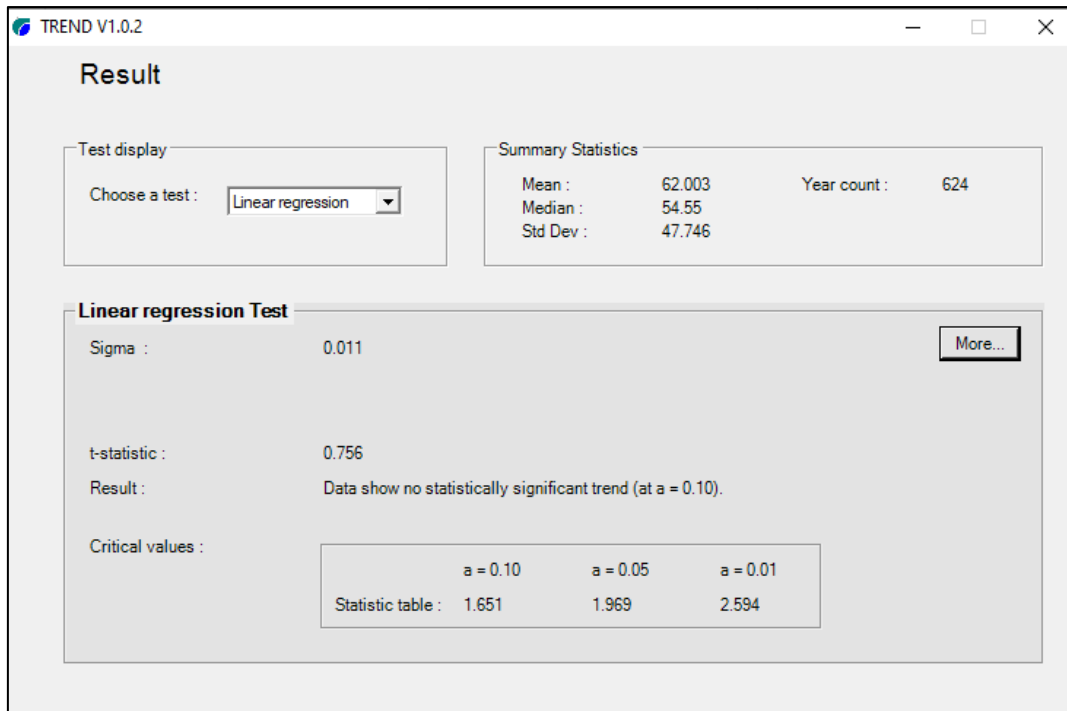 TREND V1.0.2
Result
Test display
Choose a test : Linear regression
Summary Statistics
Mean : 62.003 Year count : 624
Median : 54.55
Std Dev : 47.746
Linear regression Test
Sigma : 0.011
More...
t-statistic : 0.756
Result : Data show no statistically significant trend (at a = 0.10).
Critical values :
a = 0.10 a = 0.05 a = 0.01
Statistic table : 1.651 1.969 2.594